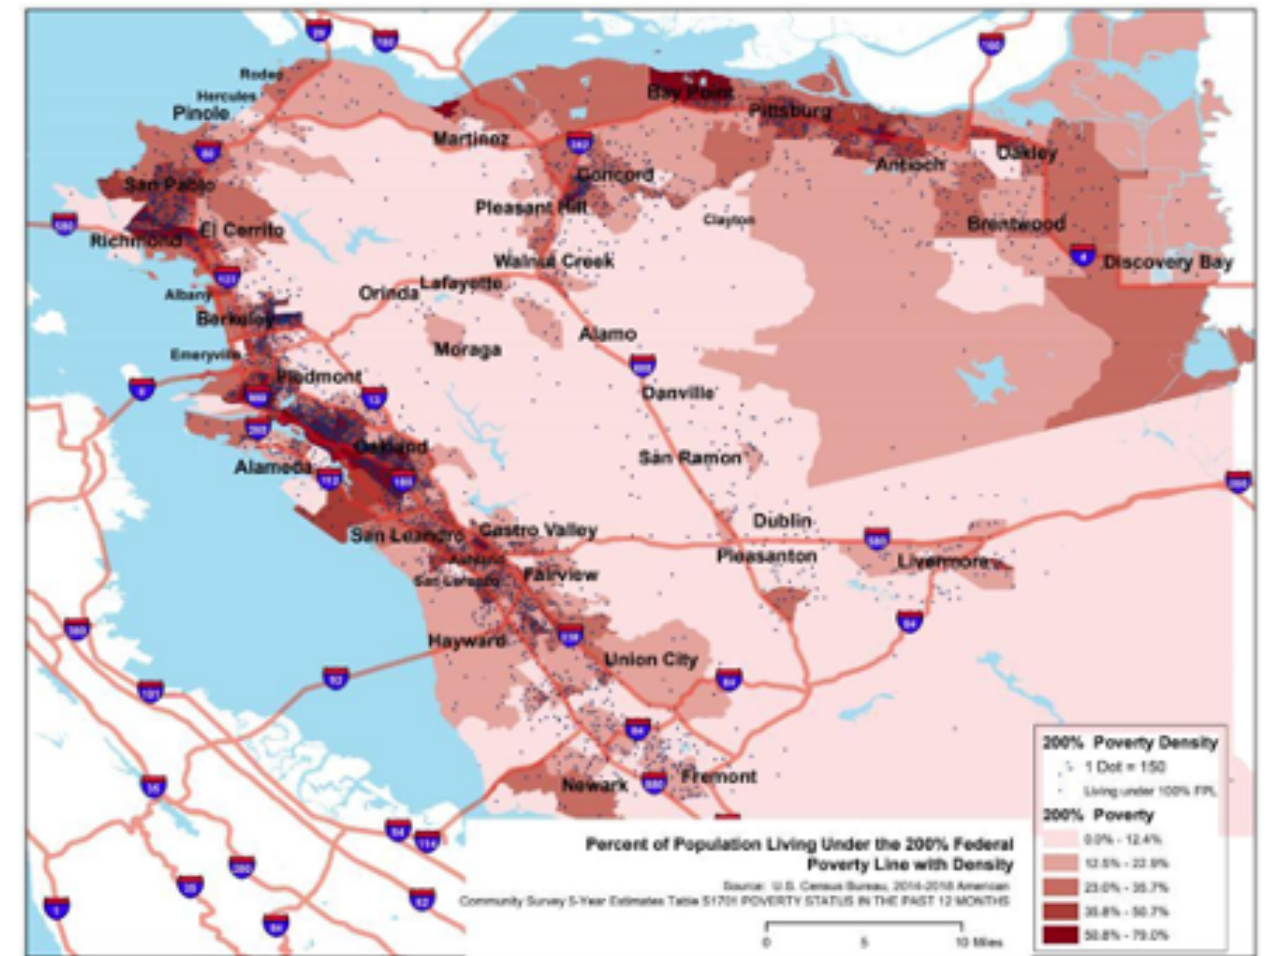 Rodeo
Hercules
Pinole
Bay Point
Pittsburg
Martinez
Antioch
Oakley
Concord
San Pablo
Pleasant Hill
Clayton
Brentwood
El Cerrito
Richmond
Walnut Creek
Discovery Bay
Lafayette
Orinda
Albany
Berkeley
Alamo
Moraga
Emeryville
Piedmont
Danville
Oakland
San Ramon
Alameda
Dublin
San Leandro
Castro Valley
Pleasanton
Livermore
Ashland
San Lorenzo
Fairview
Hayward
Union City
Newark
Fremont
200% Poverty Density
1 Dot = 150
Living under 100% FPL
200% Poverty
0.0% - 12.4%
12.5% - 22.9%
23.0% - 35.7%
35.8% - 50.7%
50.8% - 79.0%
Percent of Population Living Under the 200% Federal
Poverty Line with Density
Source: U.S. Census Bureau, 2014-2018 American
Community Survey 5-Year Estimates Table S1701 POVERTY STATUS IN THE PAST 12 MONTHS
0 5 10 Miles